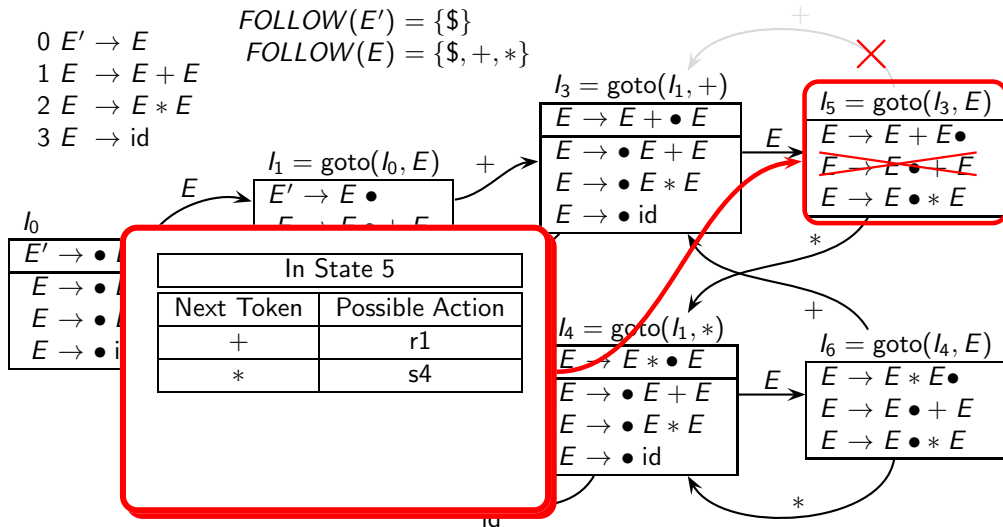 0 E′ → E
1 E → E + E
2 E → E ∗ E
3 E → id
FOLLOW(E′) = {$}
FOLLOW(E) = {$, +, ∗}
I0
E′ → ●
E → ●
E → ●
E → ●
E
I1 = goto(I0, E)
E′ → E ●
+
I3 = goto(I1, +)
E → E + ● E
E → ● E + E
E → ● E ∗ E
E → ● id
E
+
I5 = goto(I3, E)
E → E + E●
E → E ● + E
E → E ● ∗ E
∗
In State 5
Next Token Possible Action
+ r1
∗ s4
I4 = goto(I1, ∗)
E → E ∗ ● E
E → ● E + E
E → ● E ∗ E
E → ● id
E
+
I6 = goto(I4, E)
E → E ∗ E●
E → E ● + E
E → E ● ∗ E
∗
id